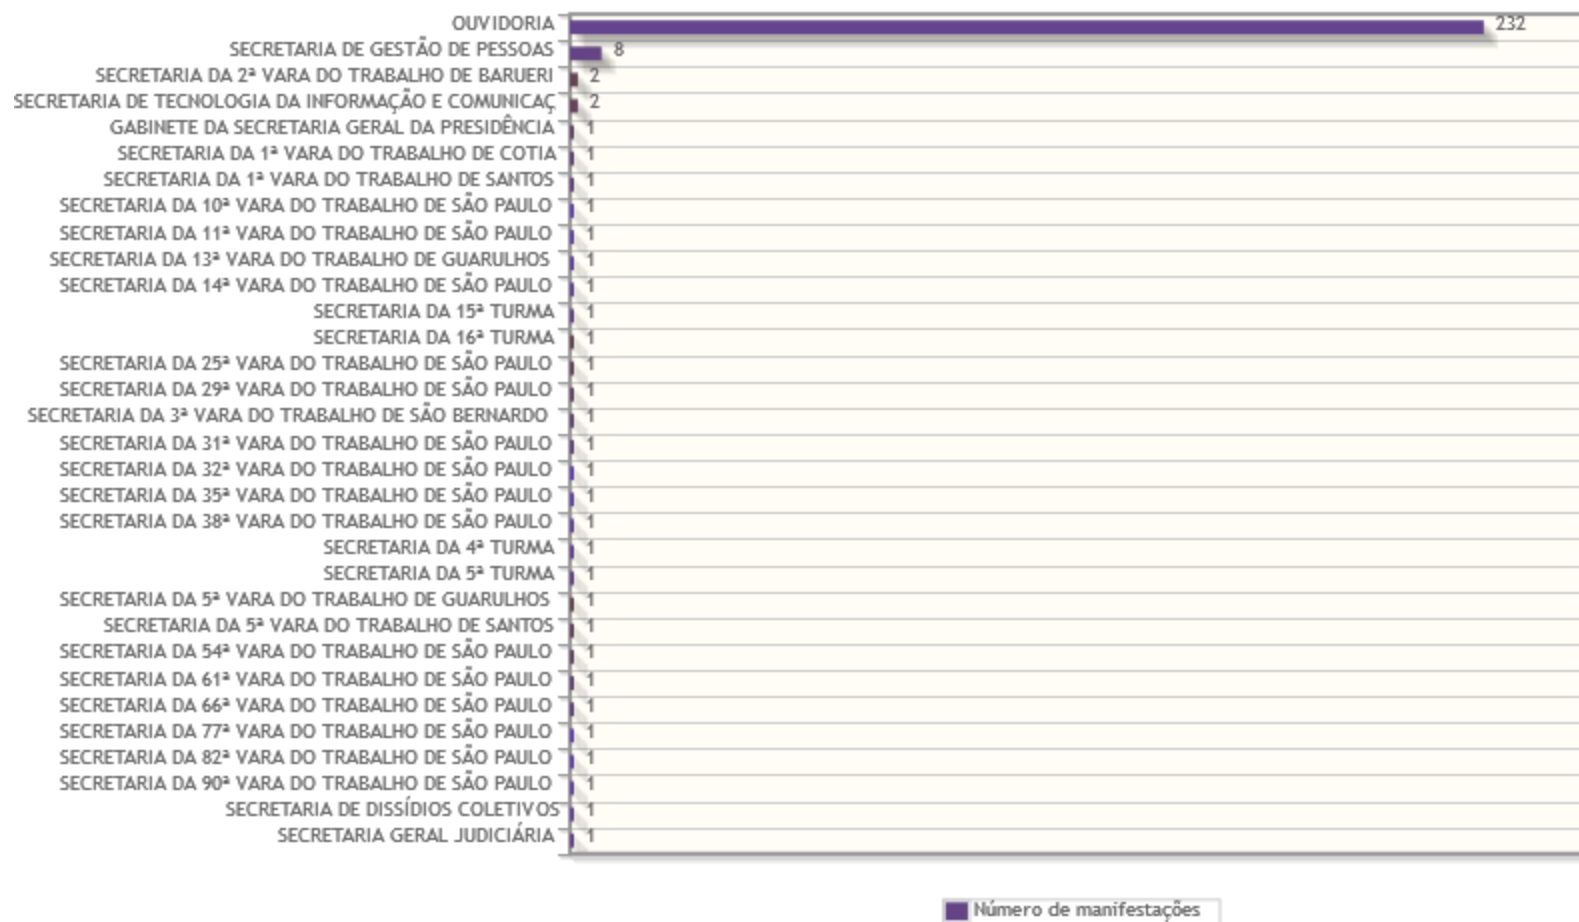 OUVIDORIA 232
SECRETARIA DE GESTÃO DE PESSOAS 8
SECRETARIA DA 2ª VARA DO TRABALHO DE BARUERI 2
SECRETARIA DE TECNOLOGIA DA INFORMAÇÃO E COMUNICAÇ 2
GABINETE DA SECRETARIA GERAL DA PRESIDÊNCIA 1
SECRETARIA DA 1ª VARA DO TRABALHO DE COTIA 1
SECRETARIA DA 1ª VARA DO TRABALHO DE SANTOS 1
SECRETARIA DA 10ª VARA DO TRABALHO DE SÃO PAULO 1
SECRETARIA DA 11ª VARA DO TRABALHO DE SÃO PAULO 1
SECRETARIA DA 13ª VARA DO TRABALHO DE GUARULHOS 1
SECRETARIA DA 14ª VARA DO TRABALHO DE SÃO PAULO 1
SECRETARIA DA 15ª TURMA 1
SECRETARIA DA 16ª TURMA 1
SECRETARIA DA 25ª VARA DO TRABALHO DE SÃO PAULO 1
SECRETARIA DA 29ª VARA DO TRABALHO DE SÃO PAULO 1
SECRETARIA DA 3ª VARA DO TRABALHO DE SÃO BERNARDO 1
SECRETARIA DA 31ª VARA DO TRABALHO DE SÃO PAULO 1
SECRETARIA DA 32ª VARA DO TRABALHO DE SÃO PAULO 1
SECRETARIA DA 35ª VARA DO TRABALHO DE SÃO PAULO 1
SECRETARIA DA 38ª VARA DO TRABALHO DE SÃO PAULO 1
SECRETARIA DA 4ª TURMA 1
SECRETARIA DA 5ª TURMA 1
SECRETARIA DA 5ª VARA DO TRABALHO DE GUARULHOS 1
SECRETARIA DA 5ª VARA DO TRABALHO DE SANTOS 1
SECRETARIA DA 54ª VARA DO TRABALHO DE SÃO PAULO 1
SECRETARIA DA 61ª VARA DO TRABALHO DE SÃO PAULO 1
SECRETARIA DA 66ª VARA DO TRABALHO DE SÃO PAULO 1
SECRETARIA DA 77ª VARA DO TRABALHO DE SÃO PAULO 1
SECRETARIA DA 82ª VARA DO TRABALHO DE SÃO PAULO 1
SECRETARIA DA 90ª VARA DO TRABALHO DE SÃO PAULO 1
SECRETARIA DE DISSÍDIOS COLETIVOS 1
SECRETARIA GERAL JUDICIÁRIA 1
Número de manifestações